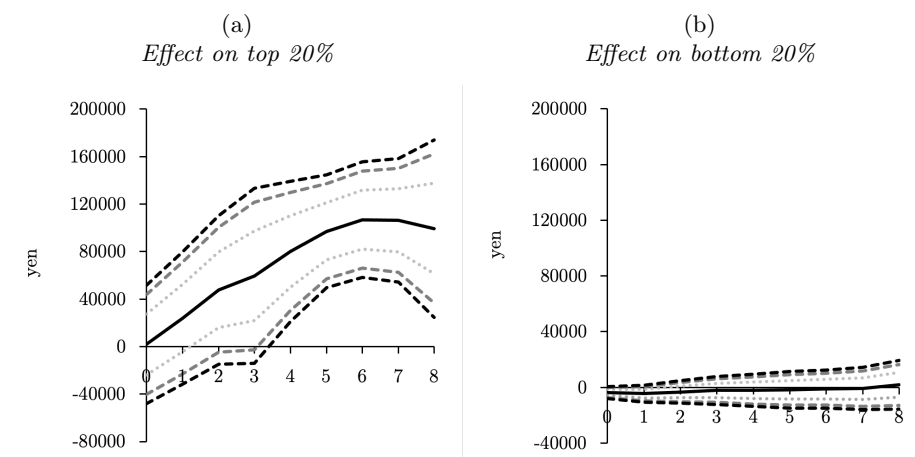 (a)
Effect on top 20%
200000
160000
120000
80000
40000
0
-40000
-80000
yen
0 1 2 3 4 5 6 7 8
(b)
Effect on bottom 20%
200000
160000
120000
80000
40000
0
-40000
yen
0 1 2 3 4 5 6 7 8